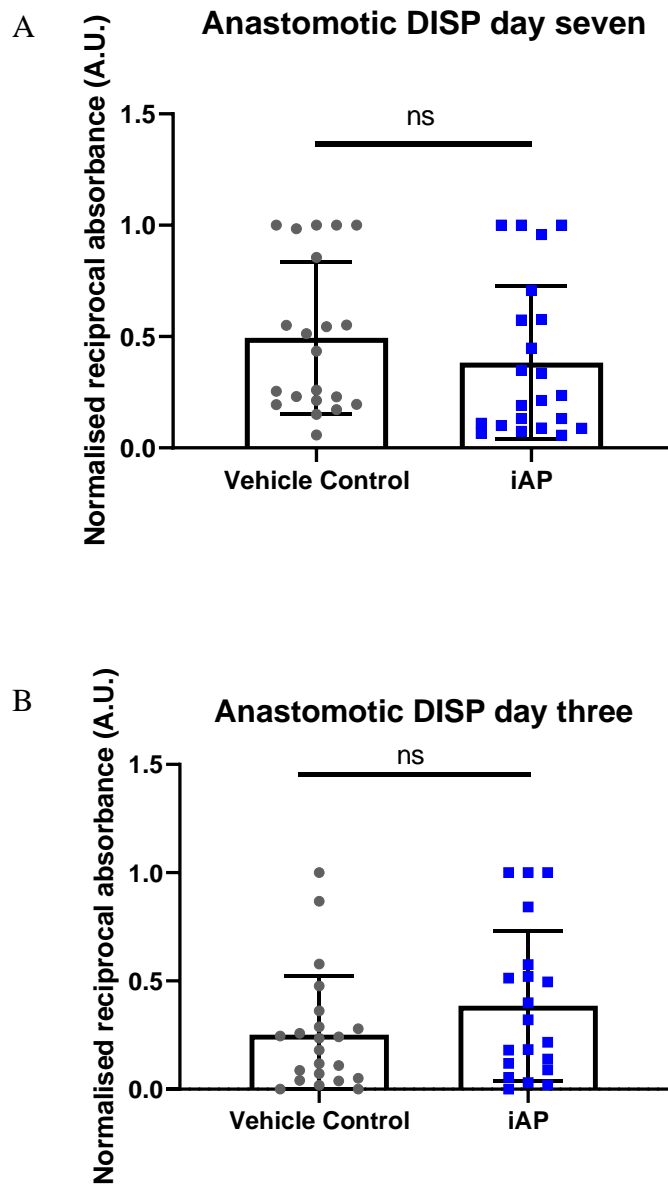 A
Anastomotic DISP day seven
Normalised reciprocal absorbance (A.U.)
1.5
ns
1.0
0.5
0.0
Vehicle Control iAP
B
Anastomotic DISP day three
Normalised reciprocal absorbance (A.U.)
1.5
ns
1.0
0.5
0.0
Vehicle Control iAP